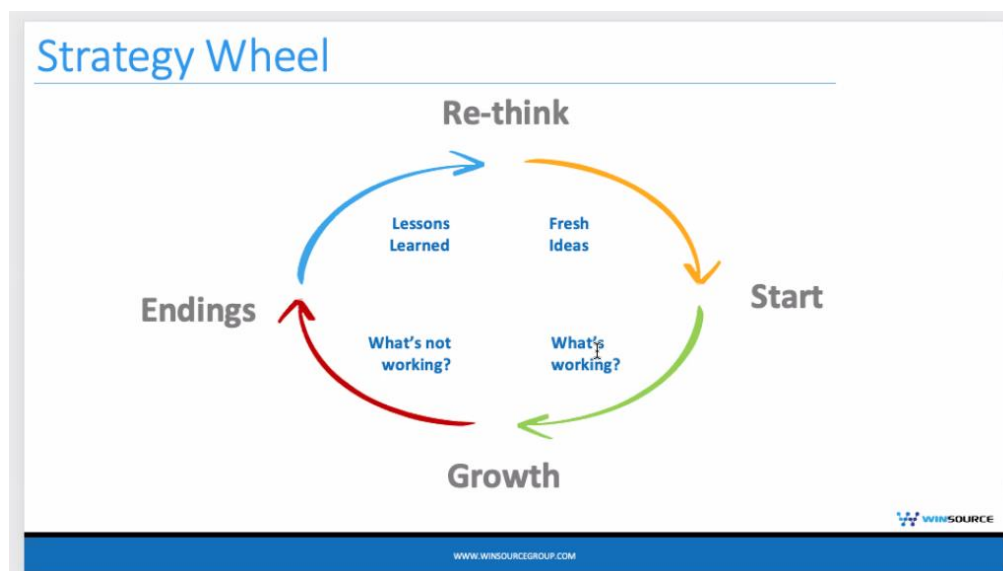 Strategy Wheel
Re-think
Lessons
Learned
Fresh
Ideas
Endings
Start
What's not
working?
What's
working?
Growth
WINSOURCE
WWW.WINSOURCEGROUP.COM